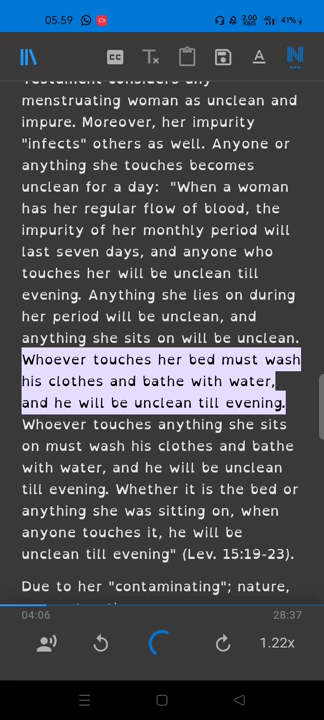 05.59
2.00
KB/S
4G
41%
CC
menstruating woman as unclean and
impure. Moreover, her impurity
"infects" others as well. Anyone or
anything she touches becomes
unclean for a day:  "When a woman
has her regular flow of blood, the
impurity of her monthly period will
last seven days, and anyone who
touches her will be unclean till
evening. Anything she lies on during
her period will be unclean, and
anything she sits on will be unclean.
Whoever touches her bed must wash
his clothes and bathe with water,
and he will be unclean till evening.
Whoever touches anything she sits
on must wash his clothes and bathe
with water, and he will be unclean
till evening. Whether it is the bed or
anything she was sitting on, when
anyone touches it, he will be
unclean till evening" (Lev. 15:19-23).
Due to her "contaminating"; nature,
04:06
28:37
1.22x